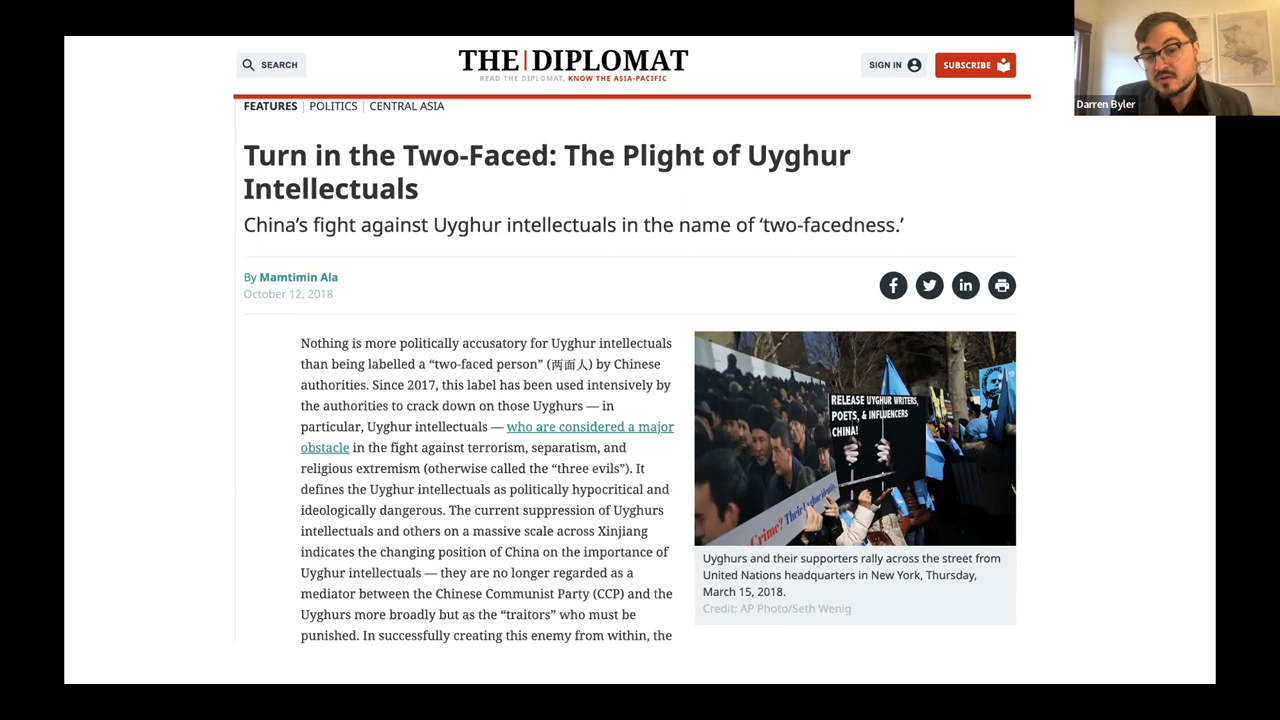 SEARCH
THE|DIPLOMAT
READ THE DIPLOMAT, KNOW THE ASIA-PACIFIC
SIGN IN
SUBSCRIBE
Darren Byler
FEATURES | POLITICS | CENTRAL ASIA
Turn in the Two-Faced: The Plight of Uyghur
Intellectuals
China’s fight against Uyghur intellectuals in the name of ‘two-facedness.’
By Mamtimin Ala
October 12, 2018
Nothing is more politically accusatory for Uyghur intellectuals
than being labelled a “two-faced person” (两面人) by Chinese
authorities. Since 2017, this label has been used intensively by
the authorities to crack down on those Uyghurs — in
particular, Uyghur intellectuals — who are considered a major
obstacle in the fight against terrorism, separatism, and
religious extremism (otherwise called the “three evils”). It
defines the Uyghur intellectuals as politically hypocritical and
ideologically dangerous. The current suppression of Uyghurs
intellectuals and others on a massive scale across Xinjiang
indicates the changing position of China on the importance of
Uyghur intellectuals — they are no longer regarded as a
mediator between the Chinese Communist Party (CCP) and the
Uyghurs more broadly but as the “traitors” who must be
punished. In successfully creating this enemy from within, the
RELEASE UYGHUR WRITERS,
POETS, & INFLUENCERS
CHINA!
Crime? Their Uyghur identity.
Uyghurs and their supporters rally across the street from
United Nations headquarters in New York, Thursday,
March 15, 2018.
Credit: AP Photo/Seth Wenig